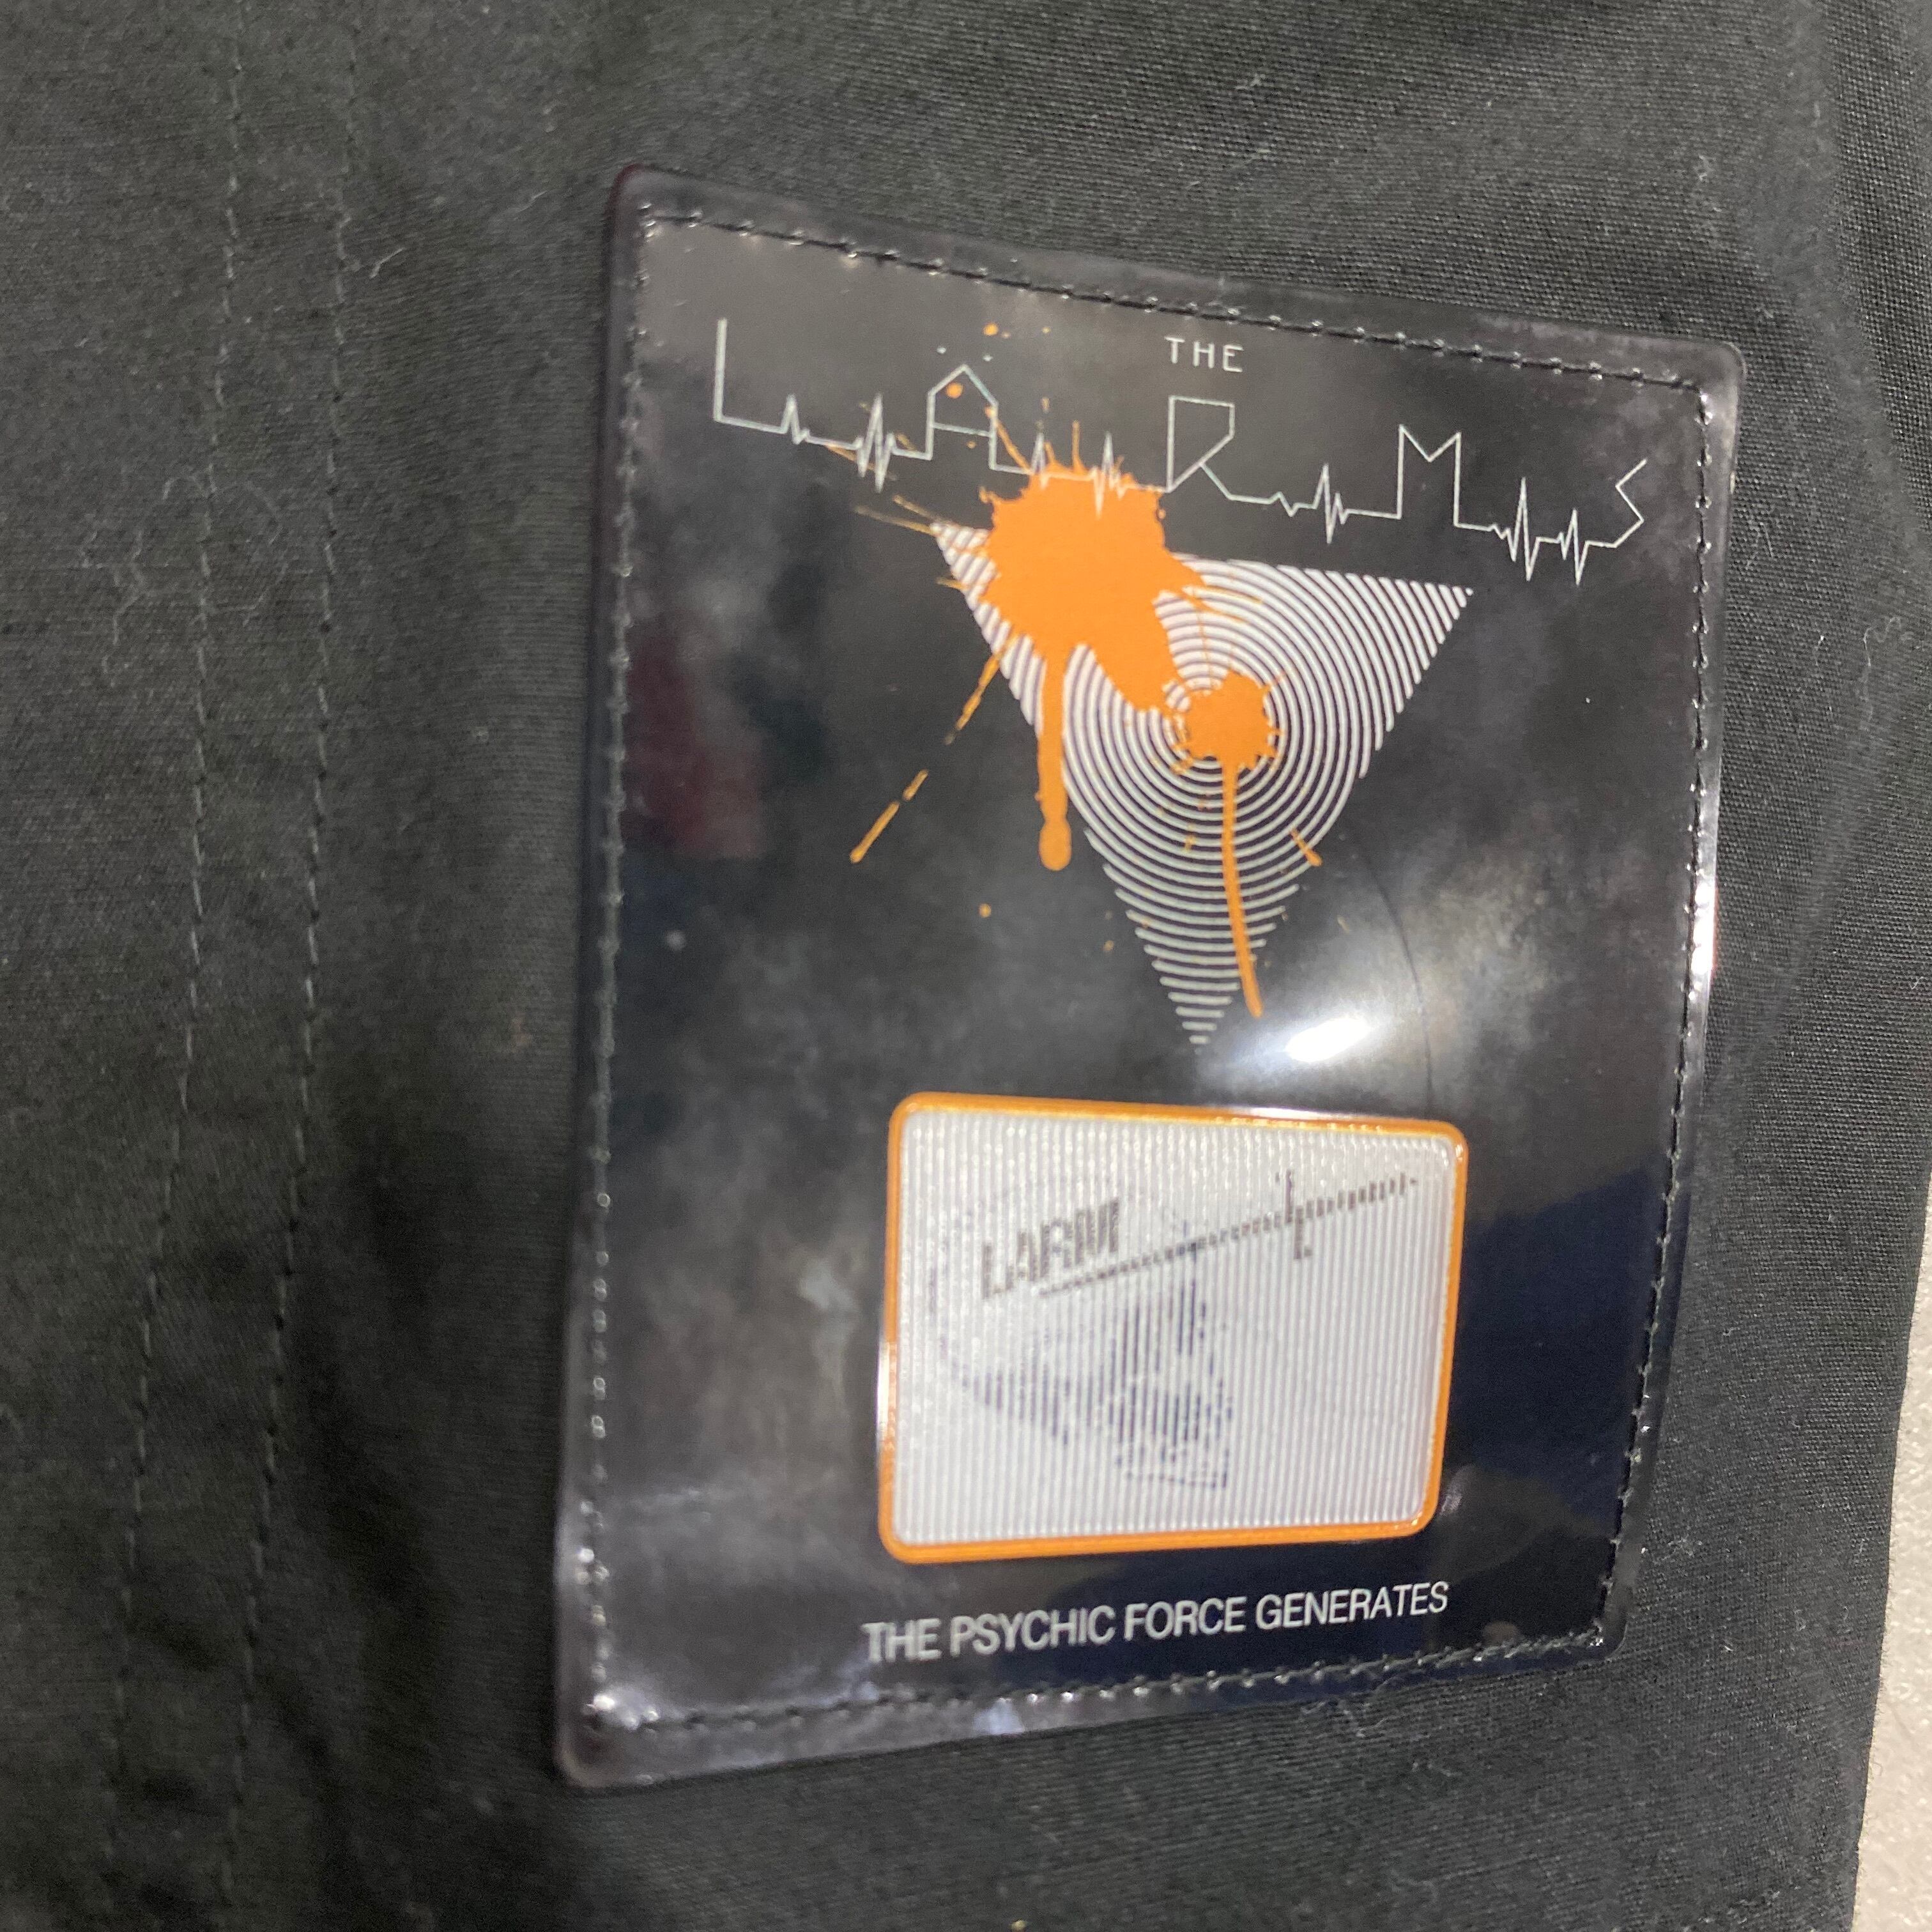 THE
LARMS
LARM
THE PSYCHIC FORCE GENERATES